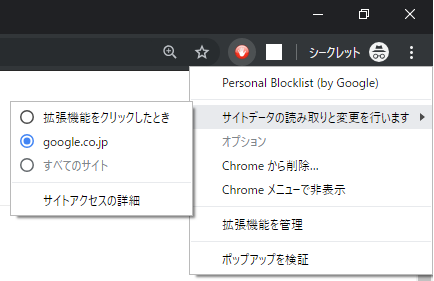 シークレット
Personal Blocklist (by Google)
サイトデータの読み取りと変更を行います
オプション
Chrome から削除...
Chrome メニューで非表示
拡張機能を管理
ポップアップを検証
拡張機能をクリックしたとき
google.co.jp
すべてのサイト
サイトアクセスの詳細